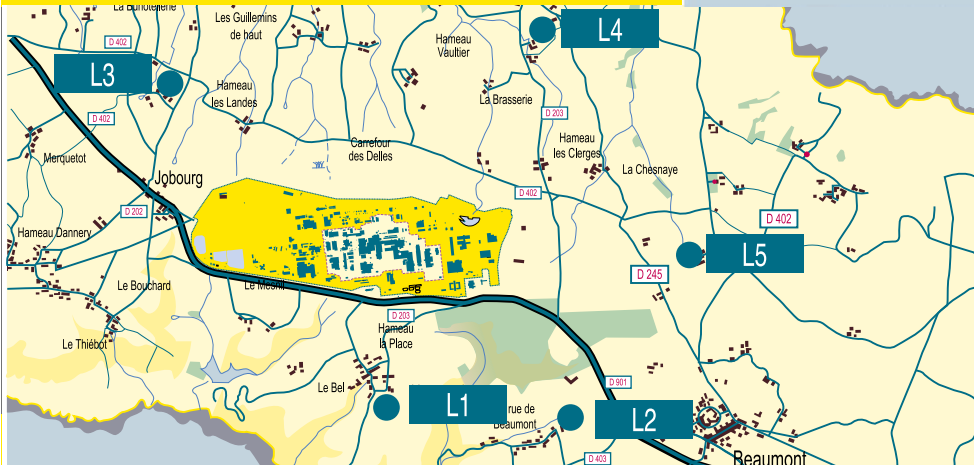 La Bunotellerie
Les Guillemins
de haut
L4
Hameau
Vaultier
D 402
L3
Hameau
les Landes
La Brasserie
D 203
D 402
Carrefour
des Delles
Hameau
les Clerges
Merquetot
La Chesnaye
Jobourg
D 402
D 202
D 402
Hameau Dannery
L5
D 245
Le Bouchard
Le Mesnil
D 203
Hameau
la Place
Le Thiébot
Le Bel
D 901
L1
rue de
Beaumont
L2
D 403
Beaumont